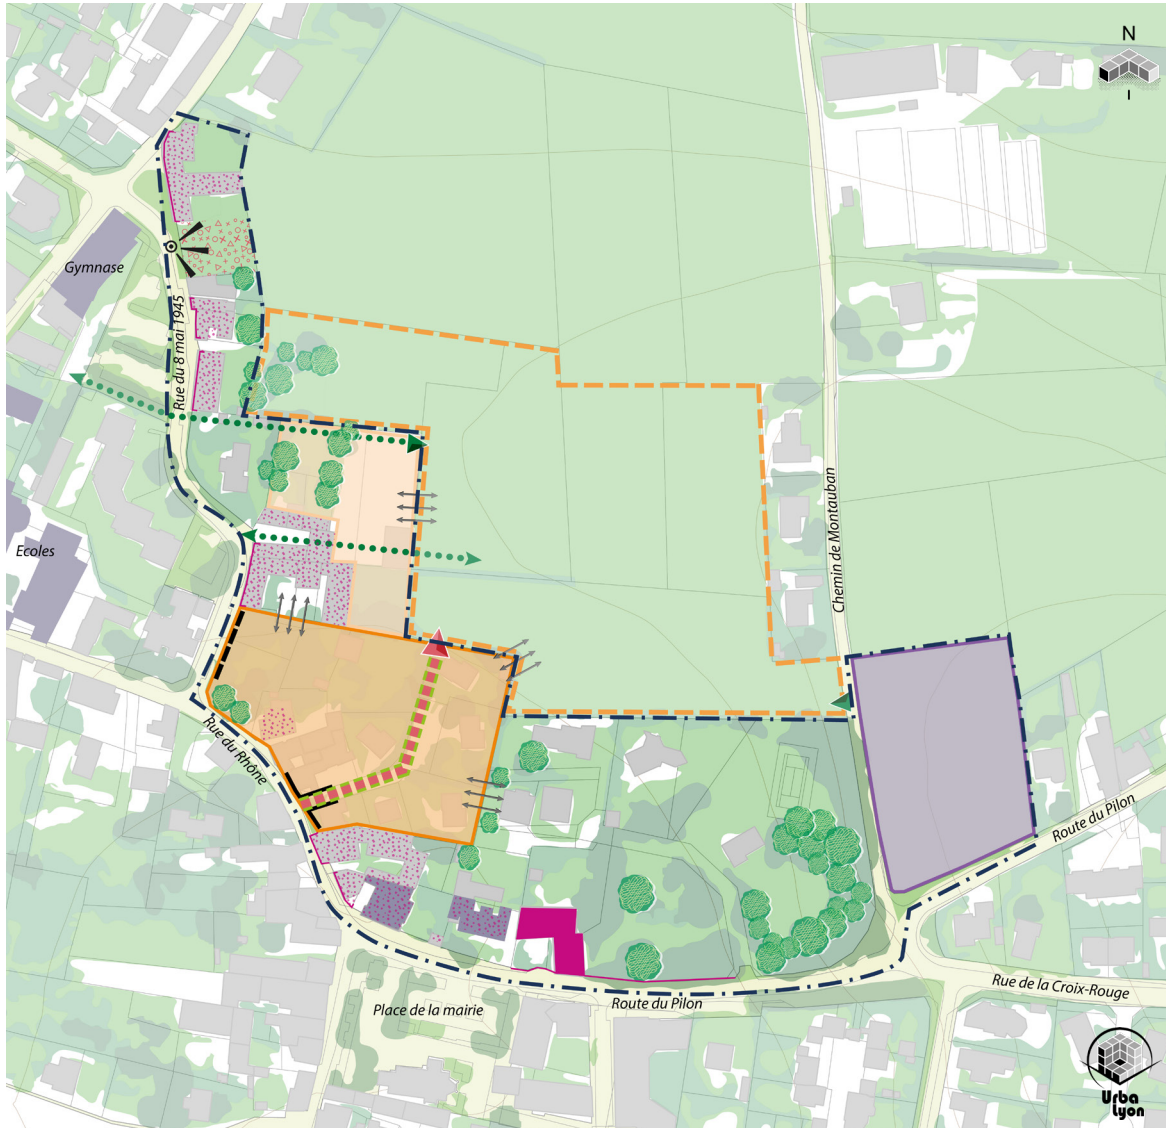 N
Gymnase
Rue du 8 mai 1945
Ecoles
Chemin de Montauban
Rue du Rhône
Route du Pilon
Rue de la Croix-Rouge
Place de la mairie
Route du Pilon
Urba
Lyon